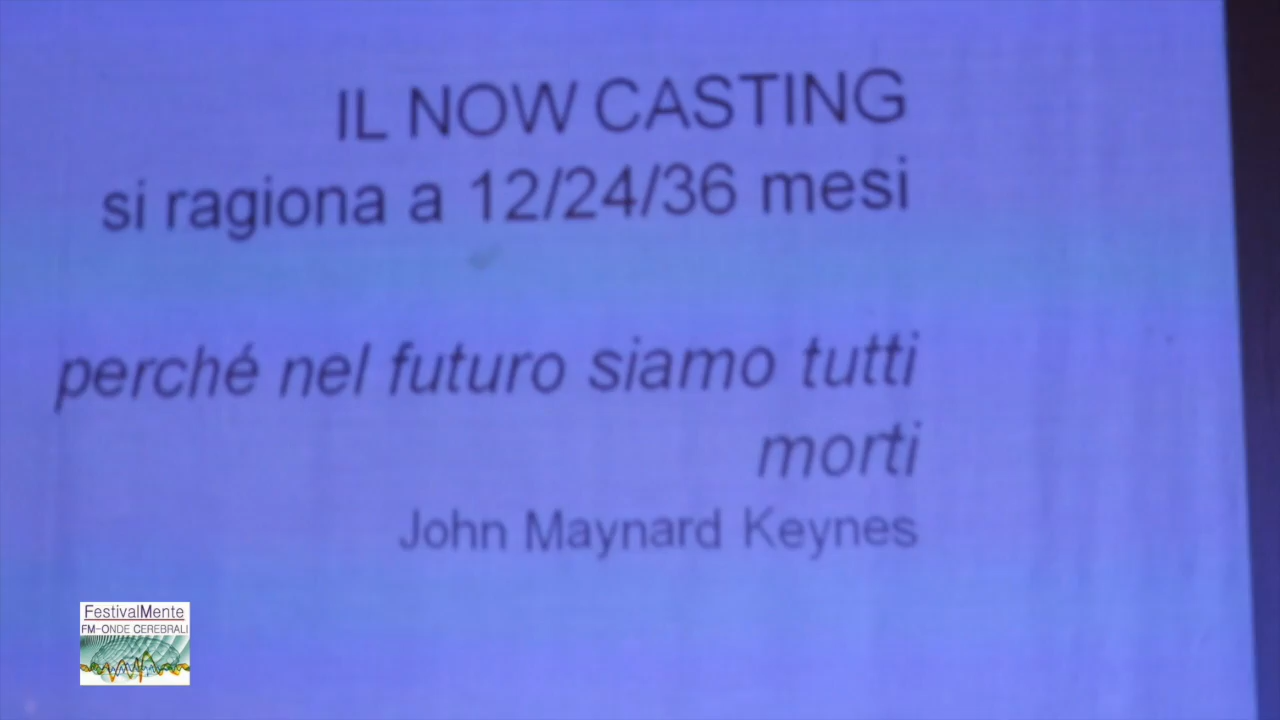 IL NOW CASTING
si ragiona a 12/24/36 mesi
perché nel futuro siamo tutti
morti
John Maynard Keynes
FestivalMente
FM-ONDE CEREBRALI